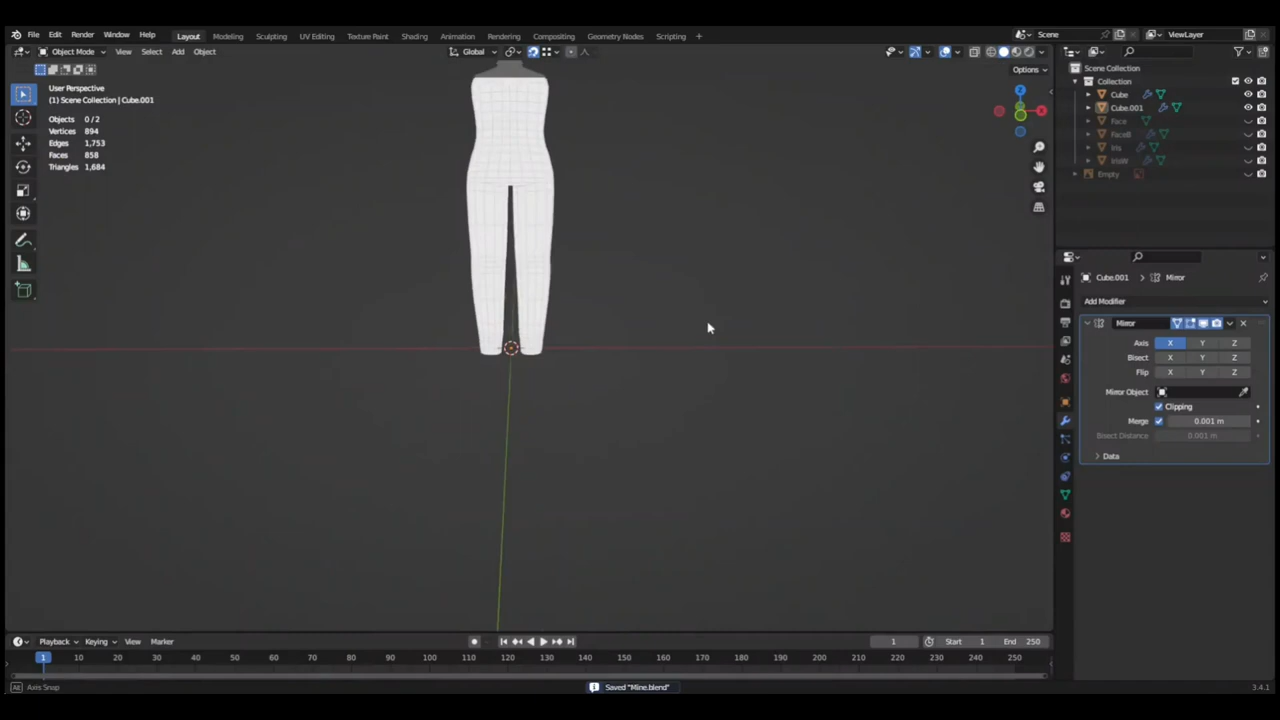 File Edit Render Window Help Layout Modeling Sculpting UV Editing Texture Paint Shading Animation Rendering Compositing Geometry Nodes Scripting + Scene ViewLayer
Object Mode View Select Add Object Global
Options
User Perspective
(1) Scene Collection | Cube.001
Objects 0/2
Vertices 894
Edges 1,753
Faces 858
Triangles 1,684
Z
X
Scene Collection
Collection
Cube
Cube.001
Face
FaceB
Iris
IrisW
Empty
Cube.001 > Mirror
Add Modifier
Mirror
Axis X Y Z
Bisect X Y Z
Flip X Y Z
Mirror Object
Clipping
Merge 0.001 m
Bisect Distance 0.001 m
Data
Playback Keying View Marker 1 Start 1 End 250
1 10 20 30 40 50 60 70 80 90 100 110 120 130 140 150 160 170 180 190 200 210 220 230 240 250
Alt Axis Snap Saved "Mine.blend" 3.4.1